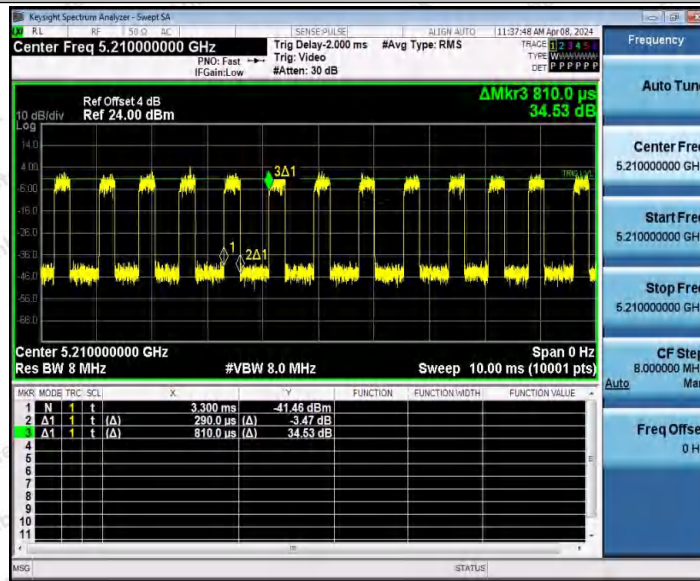 Keysight Spectrum Analyzer - Swept SA
RL RF 50 Ω AC SENSE:PULSE ALIGN AUTO 11:37:48 AM Apr 08, 2024
Center Freq 5.210000000 GHz
PNO: Fast
IFGain:Low
Trig Delay-2.000 ms
Trig: Video
#Atten: 30 dB
#Avg Type: RMS
TRACE 1 2 3 4 5 6
TYPE WWWWWW
DET P P P P P P
ΔMkr3 810.0 µs
34.53 dB
Ref Offset 4 dB
10 dB/div Ref 24.00 dBm
Log
14.0
4.00
-6.00
-16.0
-26.0
-36.0
-46.0
-56.0
-66.0
3Δ1
TRIG LVL
1
2Δ1
Center 5.210000000 GHz Span 0 Hz
Res BW 8 MHz #VBW 8.0 MHz Sweep 10.00 ms (10001 pts)
MKR MODE TRC SCL X Y FUNCTION FUNCTION WIDTH FUNCTION VALUE
1 N 1 t 3.300 ms -41.46 dBm
2 Δ1 1 t (Δ) 290.0 µs (Δ) -3.47 dB
3 Δ1 1 t (Δ) 810.0 µs (Δ) 34.53 dB
4
5
6
7
8
9
10
11
MSG STATUS
Frequency
Auto Tun
Center Fre
5.210000000 GH
Start Fre
5.210000000 GH
Stop Fre
5.210000000 GH
CF Step
8.000000 MH
Auto Ma
Freq Offse
0 H